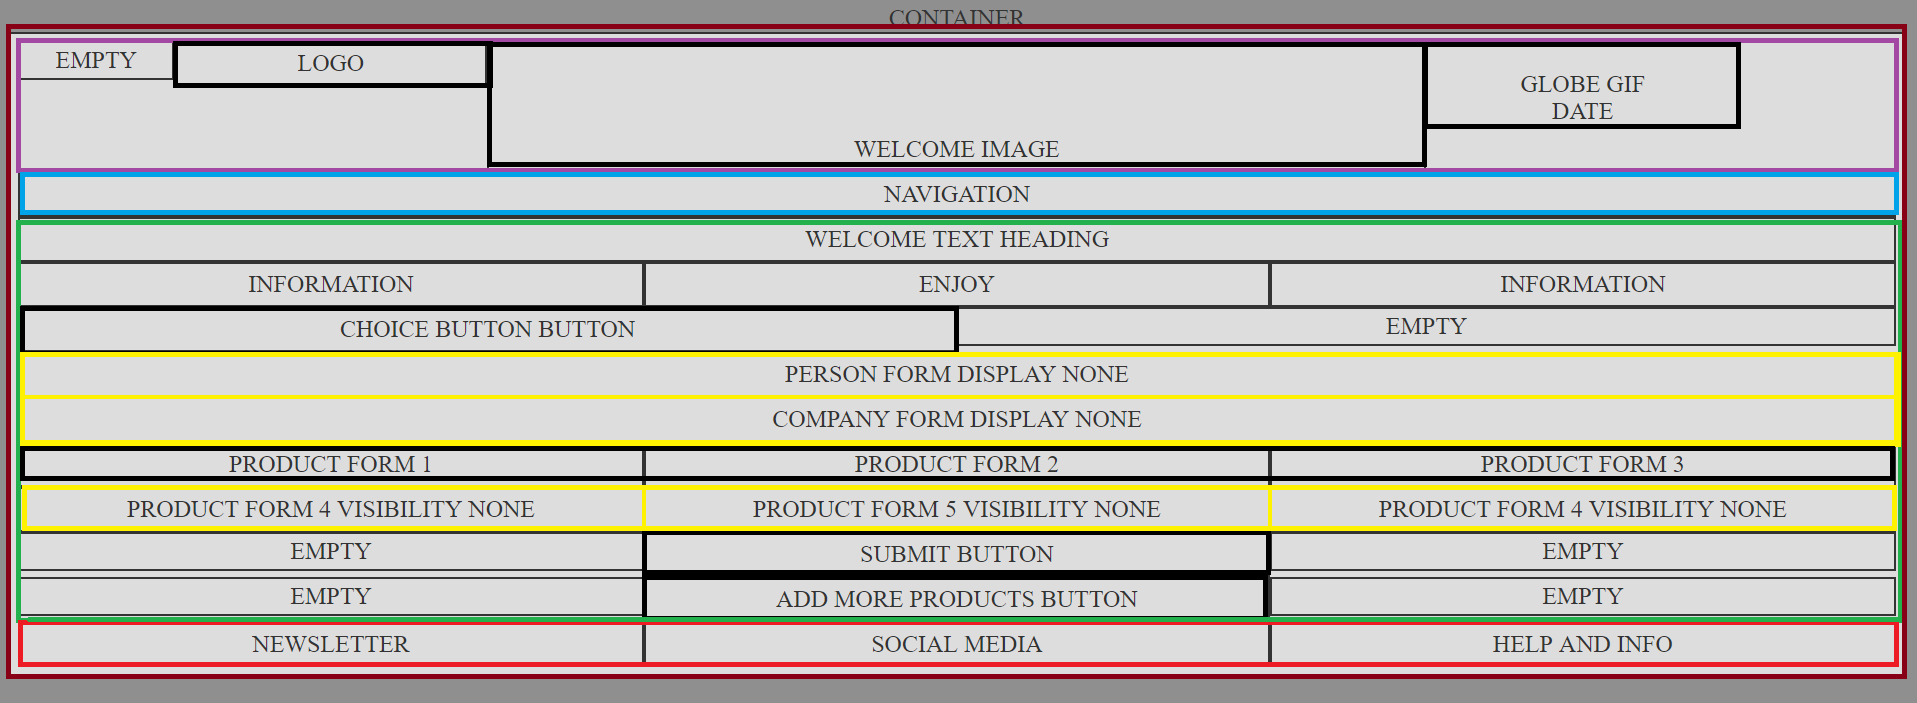 CONTAINER
EMPTY
LOGO
GLOBE GIF
DATE
WELCOME IMAGE
NAVIGATION
WELCOME TEXT HEADING
INFORMATION
ENJOY
INFORMATION
CHOICE BUTTON BUTTON
EMPTY
PERSON FORM DISPLAY NONE
COMPANY FORM DISPLAY NONE
PRODUCT FORM 1
PRODUCT FORM 2
PRODUCT FORM 3
PRODUCT FORM 4 VISIBILITY NONE
PRODUCT FORM 5 VISIBILITY NONE
PRODUCT FORM 4 VISIBILITY NONE
EMPTY
SUBMIT BUTTON
EMPTY
EMPTY
ADD MORE PRODUCTS BUTTON
EMPTY
NEWSLETTER
SOCIAL MEDIA
HELP AND INFO